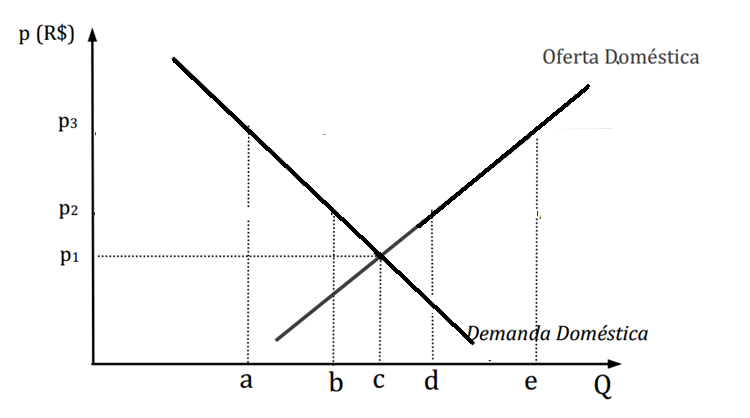 p (R$)
Oferta Doméstica
p3
p2
p1
Demanda Doméstica
a b c d e Q